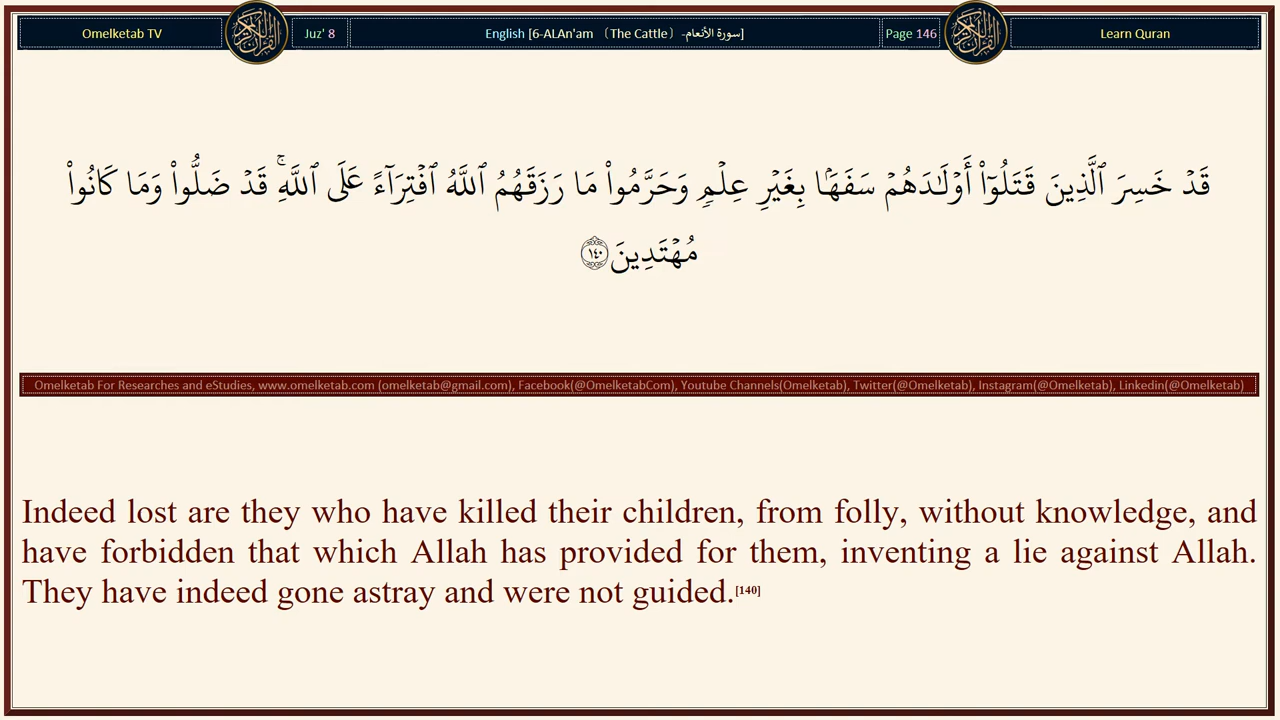 Omelketab TV
Juz' 8
English [6-ALAn'am （The Cattle）-سورة الأنعام]
Page 146
Learn Quran
قَدۡ خَسِرَ ٱلَّذِينَ قَتَلُوٓاْ أَوۡلَٰدَهُمۡ سَفَهَۢا بِغَيۡرِ عِلۡمٖ وَحَرَّمُواْ مَا رَزَقَهُمُ ٱللَّهُ ٱفۡتِرَآءً عَلَى ٱللَّهِۚ قَدۡ ضَلُّواْ وَمَا كَانُواْ
مُهۡتَدِينَ ١٤٠
Omelketab For Researches and eStudies, www.omelketab.com (omelketab@gmail.com), Facebook(@OmelketabCom), Youtube Channels(Omelketab), Twitter(@Omelketab), Instagram(@Omelketab), Linkedin(@Omelketab)
Indeed lost are they who have killed their children, from folly, without knowledge, and
have forbidden that which Allah has provided for them, inventing a lie against Allah.
They have indeed gone astray and were not guided.[140]